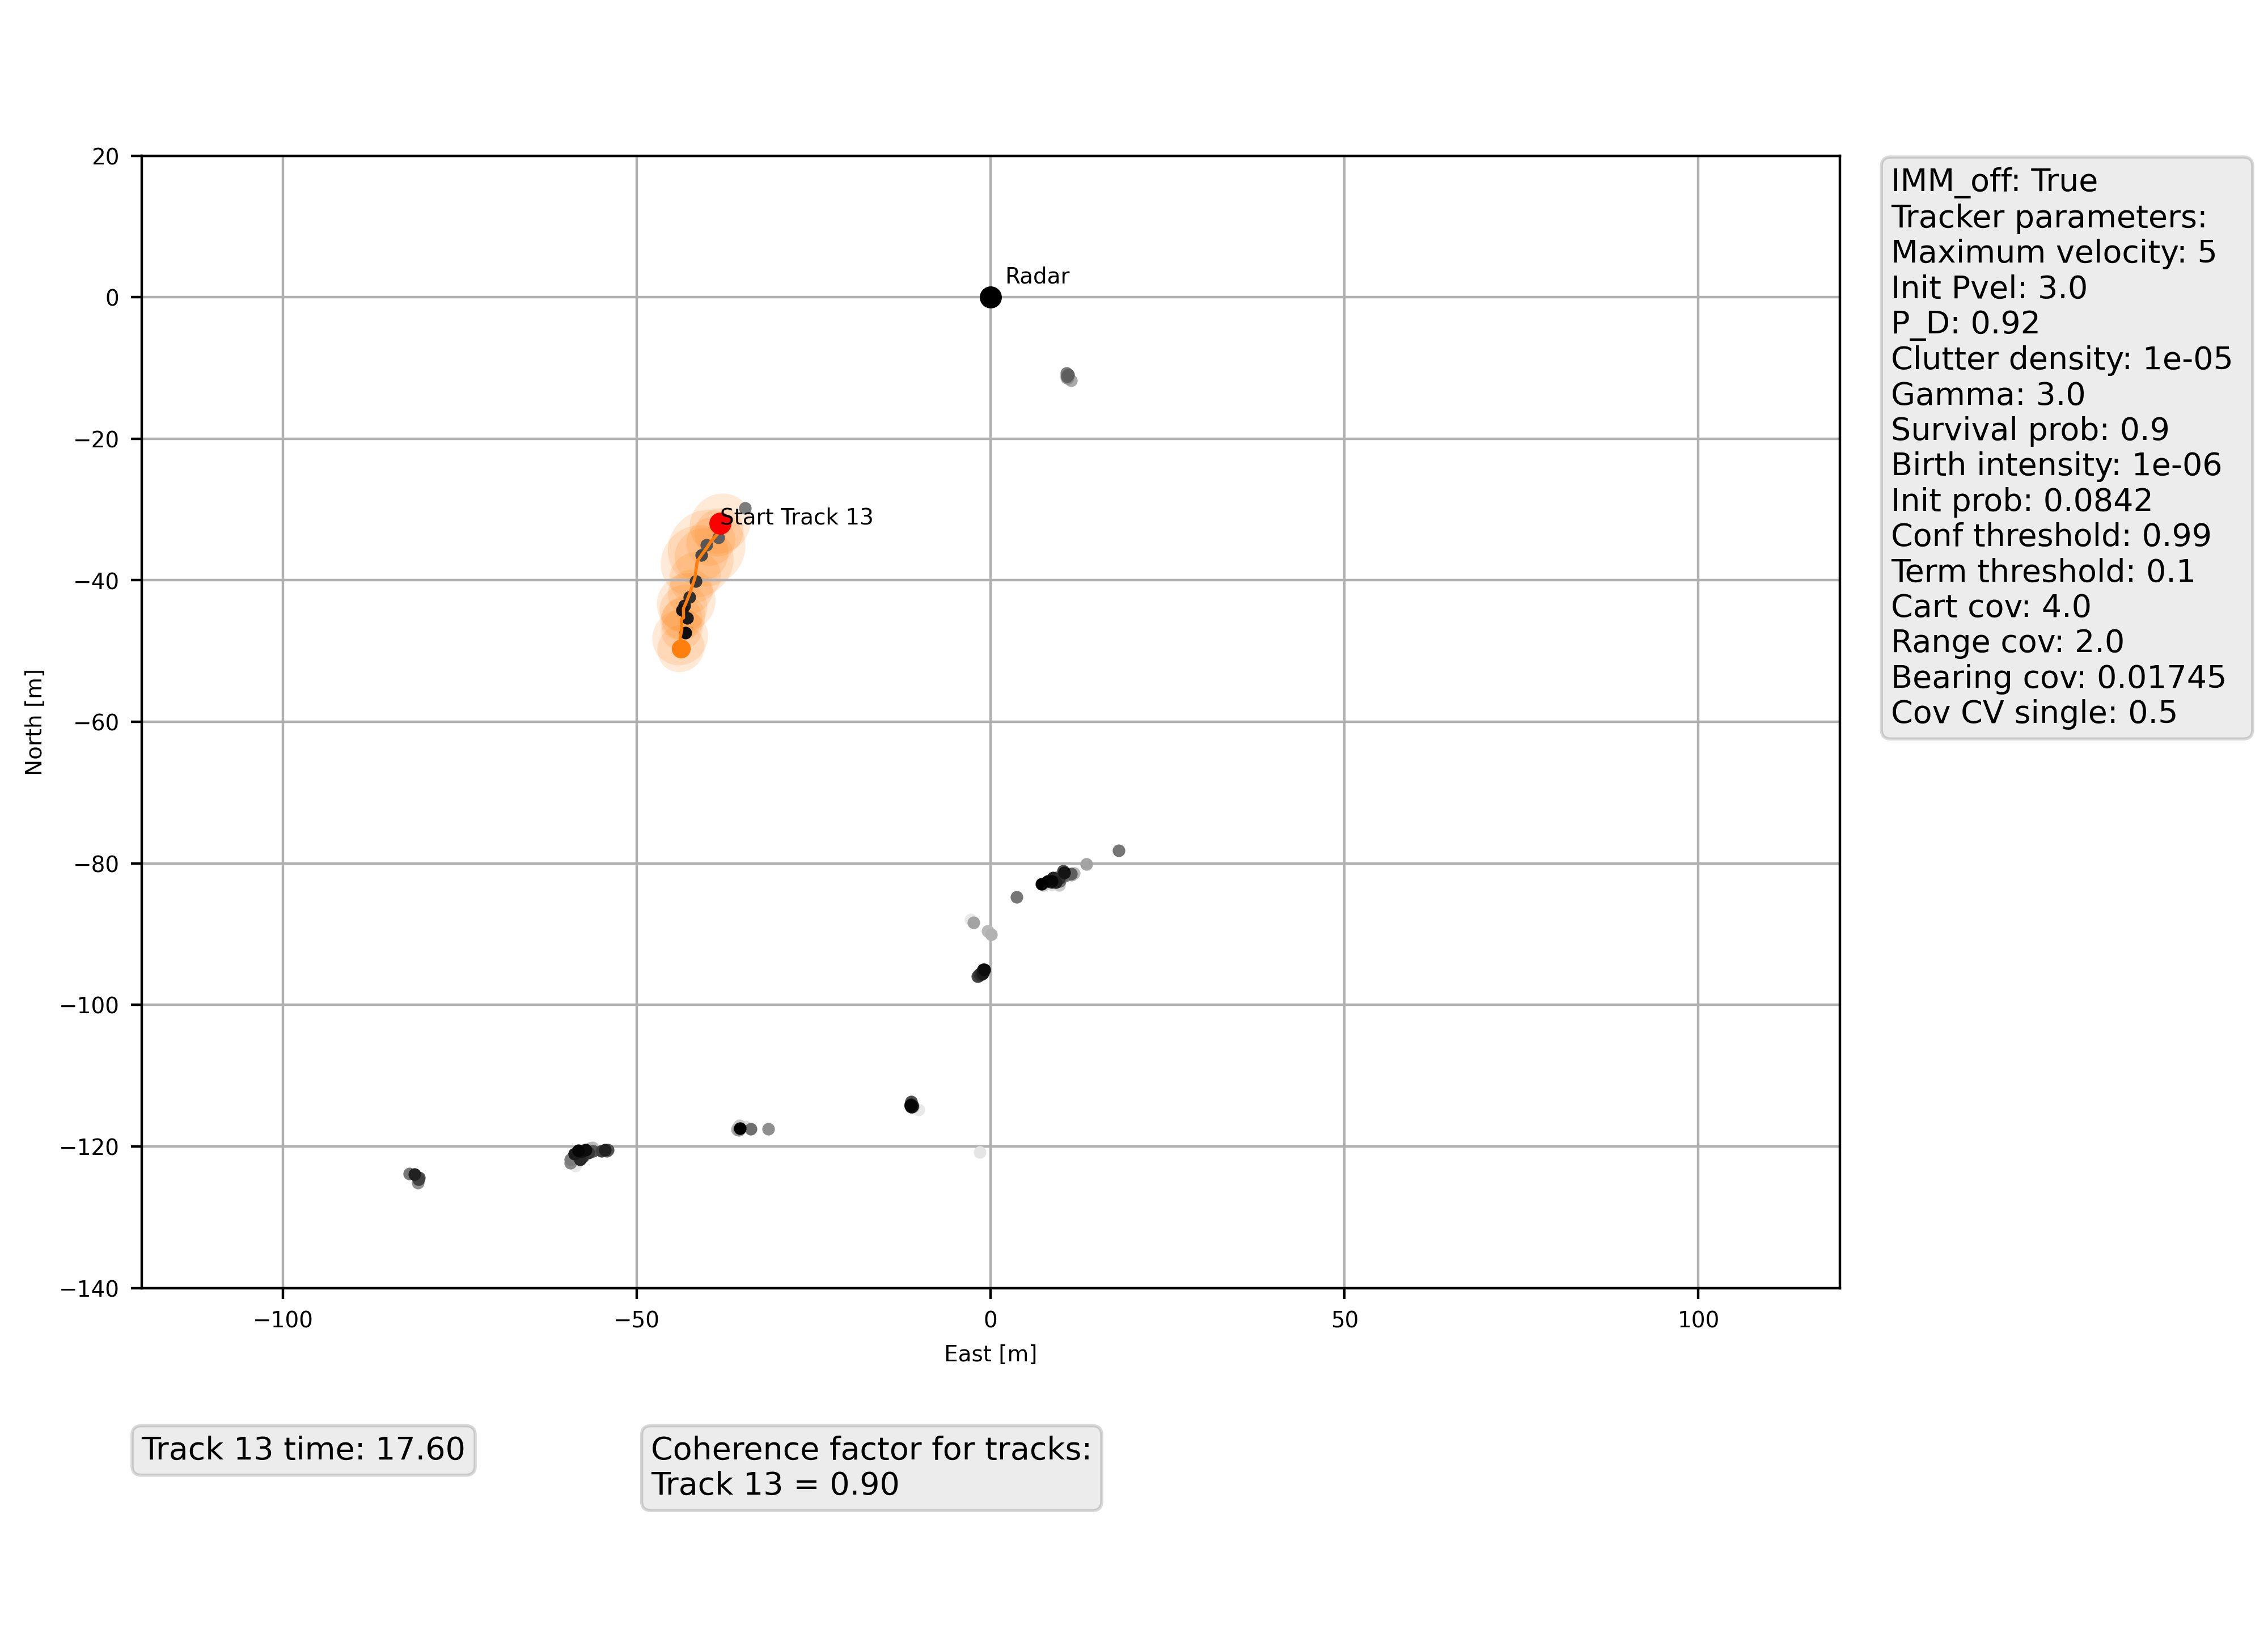 20
0
−20
−40
−60
−80
−100
−120
−140
North [m]
Radar
Start Track 13
−100
−50
0
50
100
East [m]
IMM_off: True
Tracker parameters:
Maximum velocity: 5
Init Pvel: 3.0
P_D: 0.92
Clutter density: 1e-05
Gamma: 3.0
Survival prob: 0.9
Birth intensity: 1e-06
Init prob: 0.0842
Conf threshold: 0.99
Term threshold: 0.1
Cart cov: 4.0
Range cov: 2.0
Bearing cov: 0.01745
Cov CV single: 0.5
Track 13 time: 17.60
Coherence factor for tracks:
Track 13 = 0.90